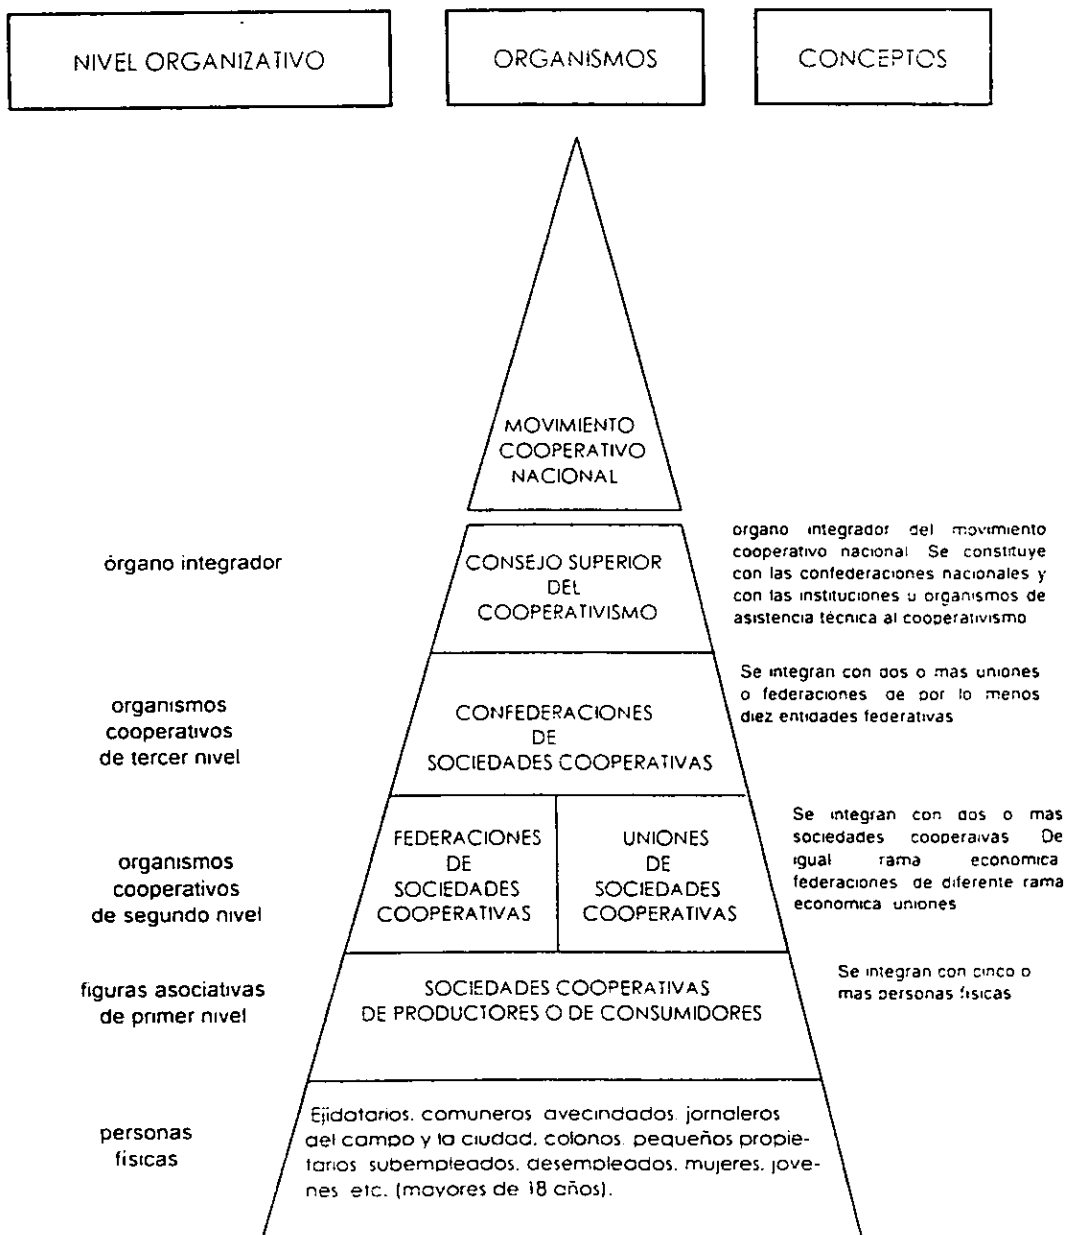 NIVEL ORGANIZATIVO
ORGANISMOS
CONCEPTOS
MOVIMIENTO
COOPERATIVO
NACIONAL
órgano integrador
CONSEJO SUPERIOR
DEL
COOPERATIVISMO
organo integrador del movimiento
cooperativo nacional Se constituye
con las confederaciones nacionales y
con las instituciones u organismos de
asistencia técnica al cooperativismo
organismos
cooperativos
de tercer nivel
CONFEDERACIONES
DE
SOCIEDADES COOPERATIVAS
Se integran con dos o mas uniones
o federaciones de por lo menos
diez entidades federativas
organismos
cooperativos
de segundo nivel
FEDERACIONES
DE
SOCIEDADES
COOPERATIVAS
UNIONES
DE
SOCIEDADES
COOPERATIVAS
Se integran con dos o mas
sociedades cooperaivas De
igual rama economica
federaciones de diferente rama
economica uniones
figuras asociativas
de primer nivel
SOCIEDADES COOPERATIVAS
DE PRODUCTORES O DE CONSUMIDORES
Se integran con cinco o
mas personas fisicas
personas
físicas
Ejidatarios, comuneros avecindados, jornaleros
del campo y la ciudad, colonos, pequeños propie-
tarios subempleados, desempleados, mujeres, jove-
nes etc. (mayores de 18 años).